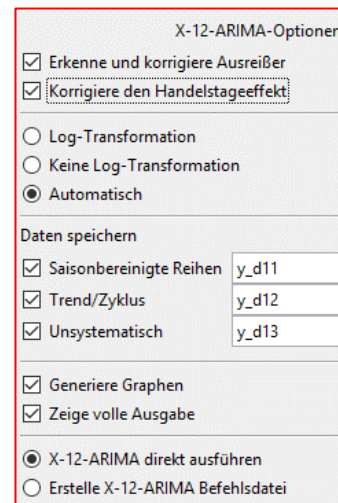 X-12-ARIMA-Optionen
Erkenne und korrigiere Ausreißer
Korrigiere den Handelstageeffekt
Log-Transformation
Keine Log-Transformation
Automatisch
Daten speichern
Saisonbereinigte Reihen y_d11
Trend/Zyklus y_d12
Unsystematisch y_d13
Generiere Graphen
Zeige volle Ausgabe
X-12-ARIMA direkt ausführen
Erstelle X-12-ARIMA Befehlsdatei